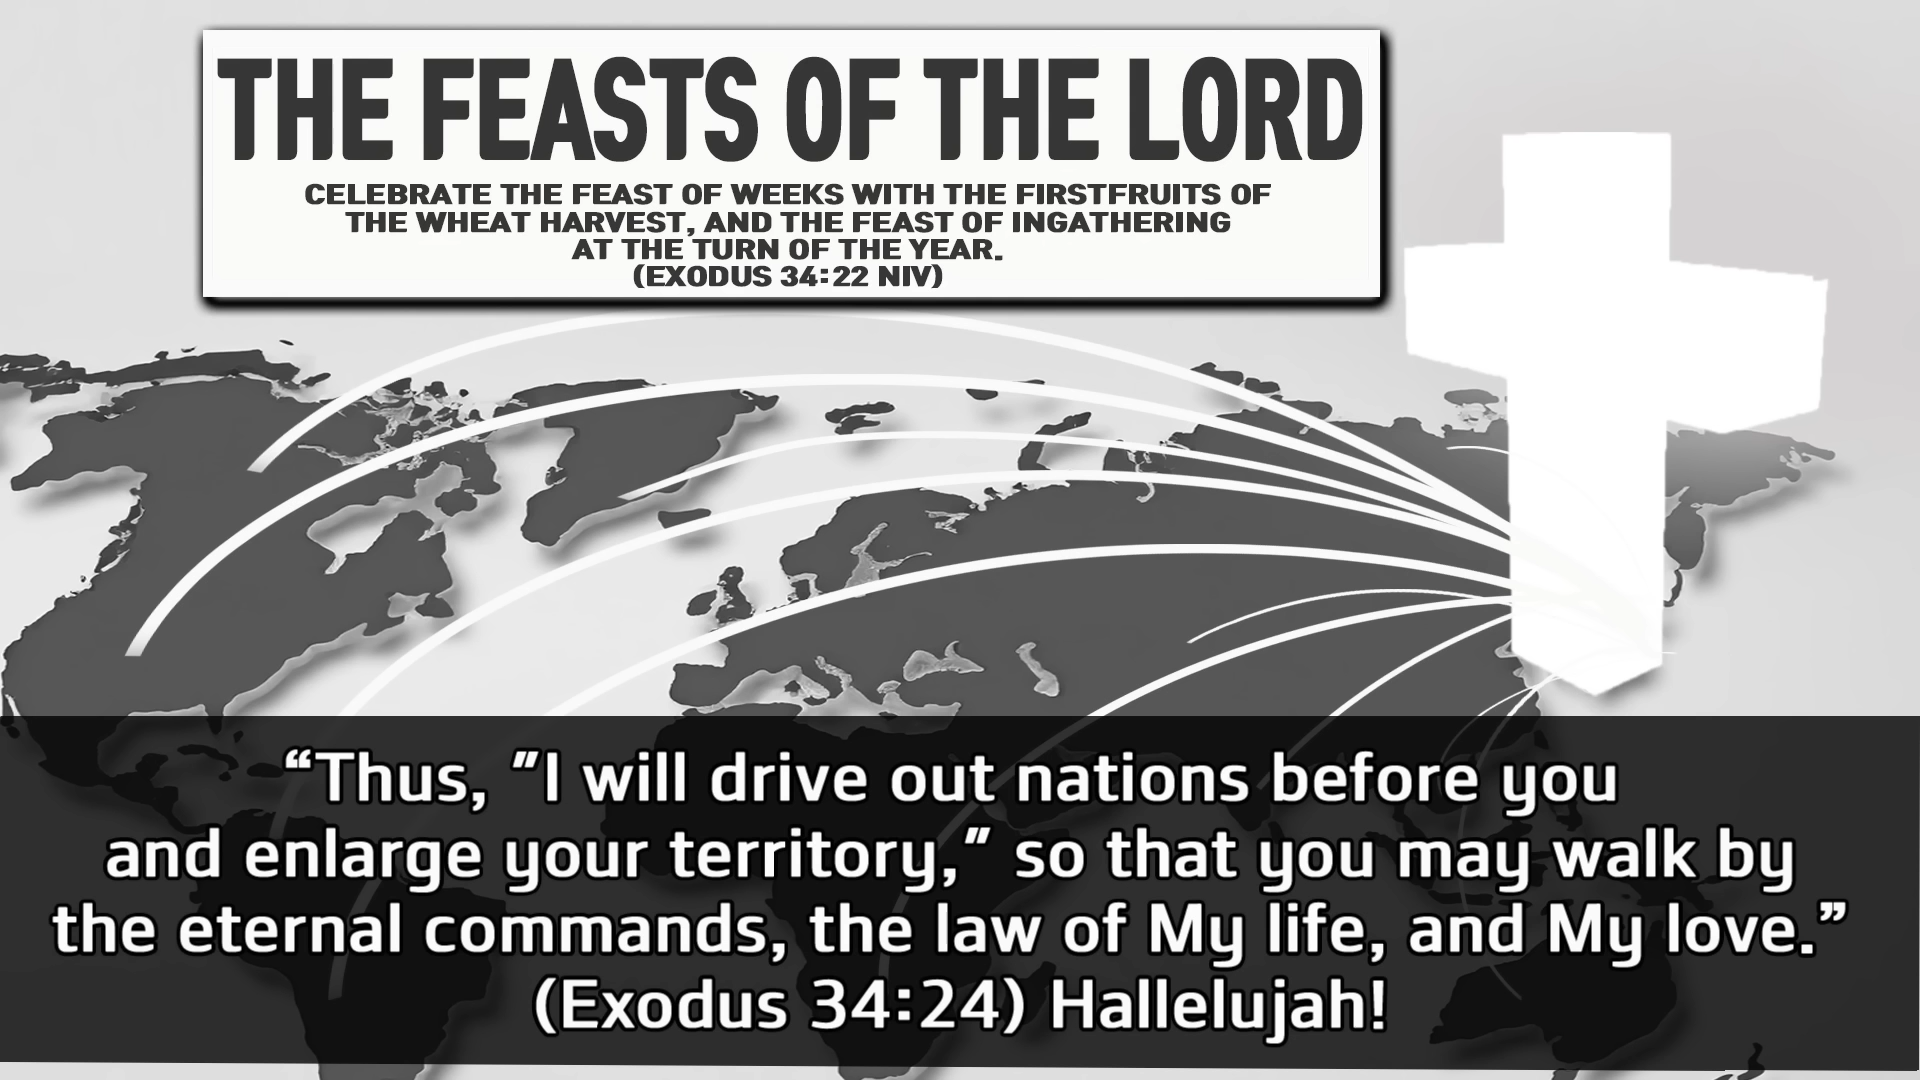 THE FEASTS OF THE LORD
CELEBRATE THE FEAST OF WEEKS WITH THE FIRSTFRUITS OF
THE WHEAT HARVEST, AND THE FEAST OF INGATHERING
AT THE TURN OF THE YEAR.
(EXODUS 34:22 NIV)
“Thus, "I will drive out nations before you
and enlarge your territory," so that you may walk by
the eternal commands, the law of My life, and My love.”
(Exodus 34:24) Hallelujah!